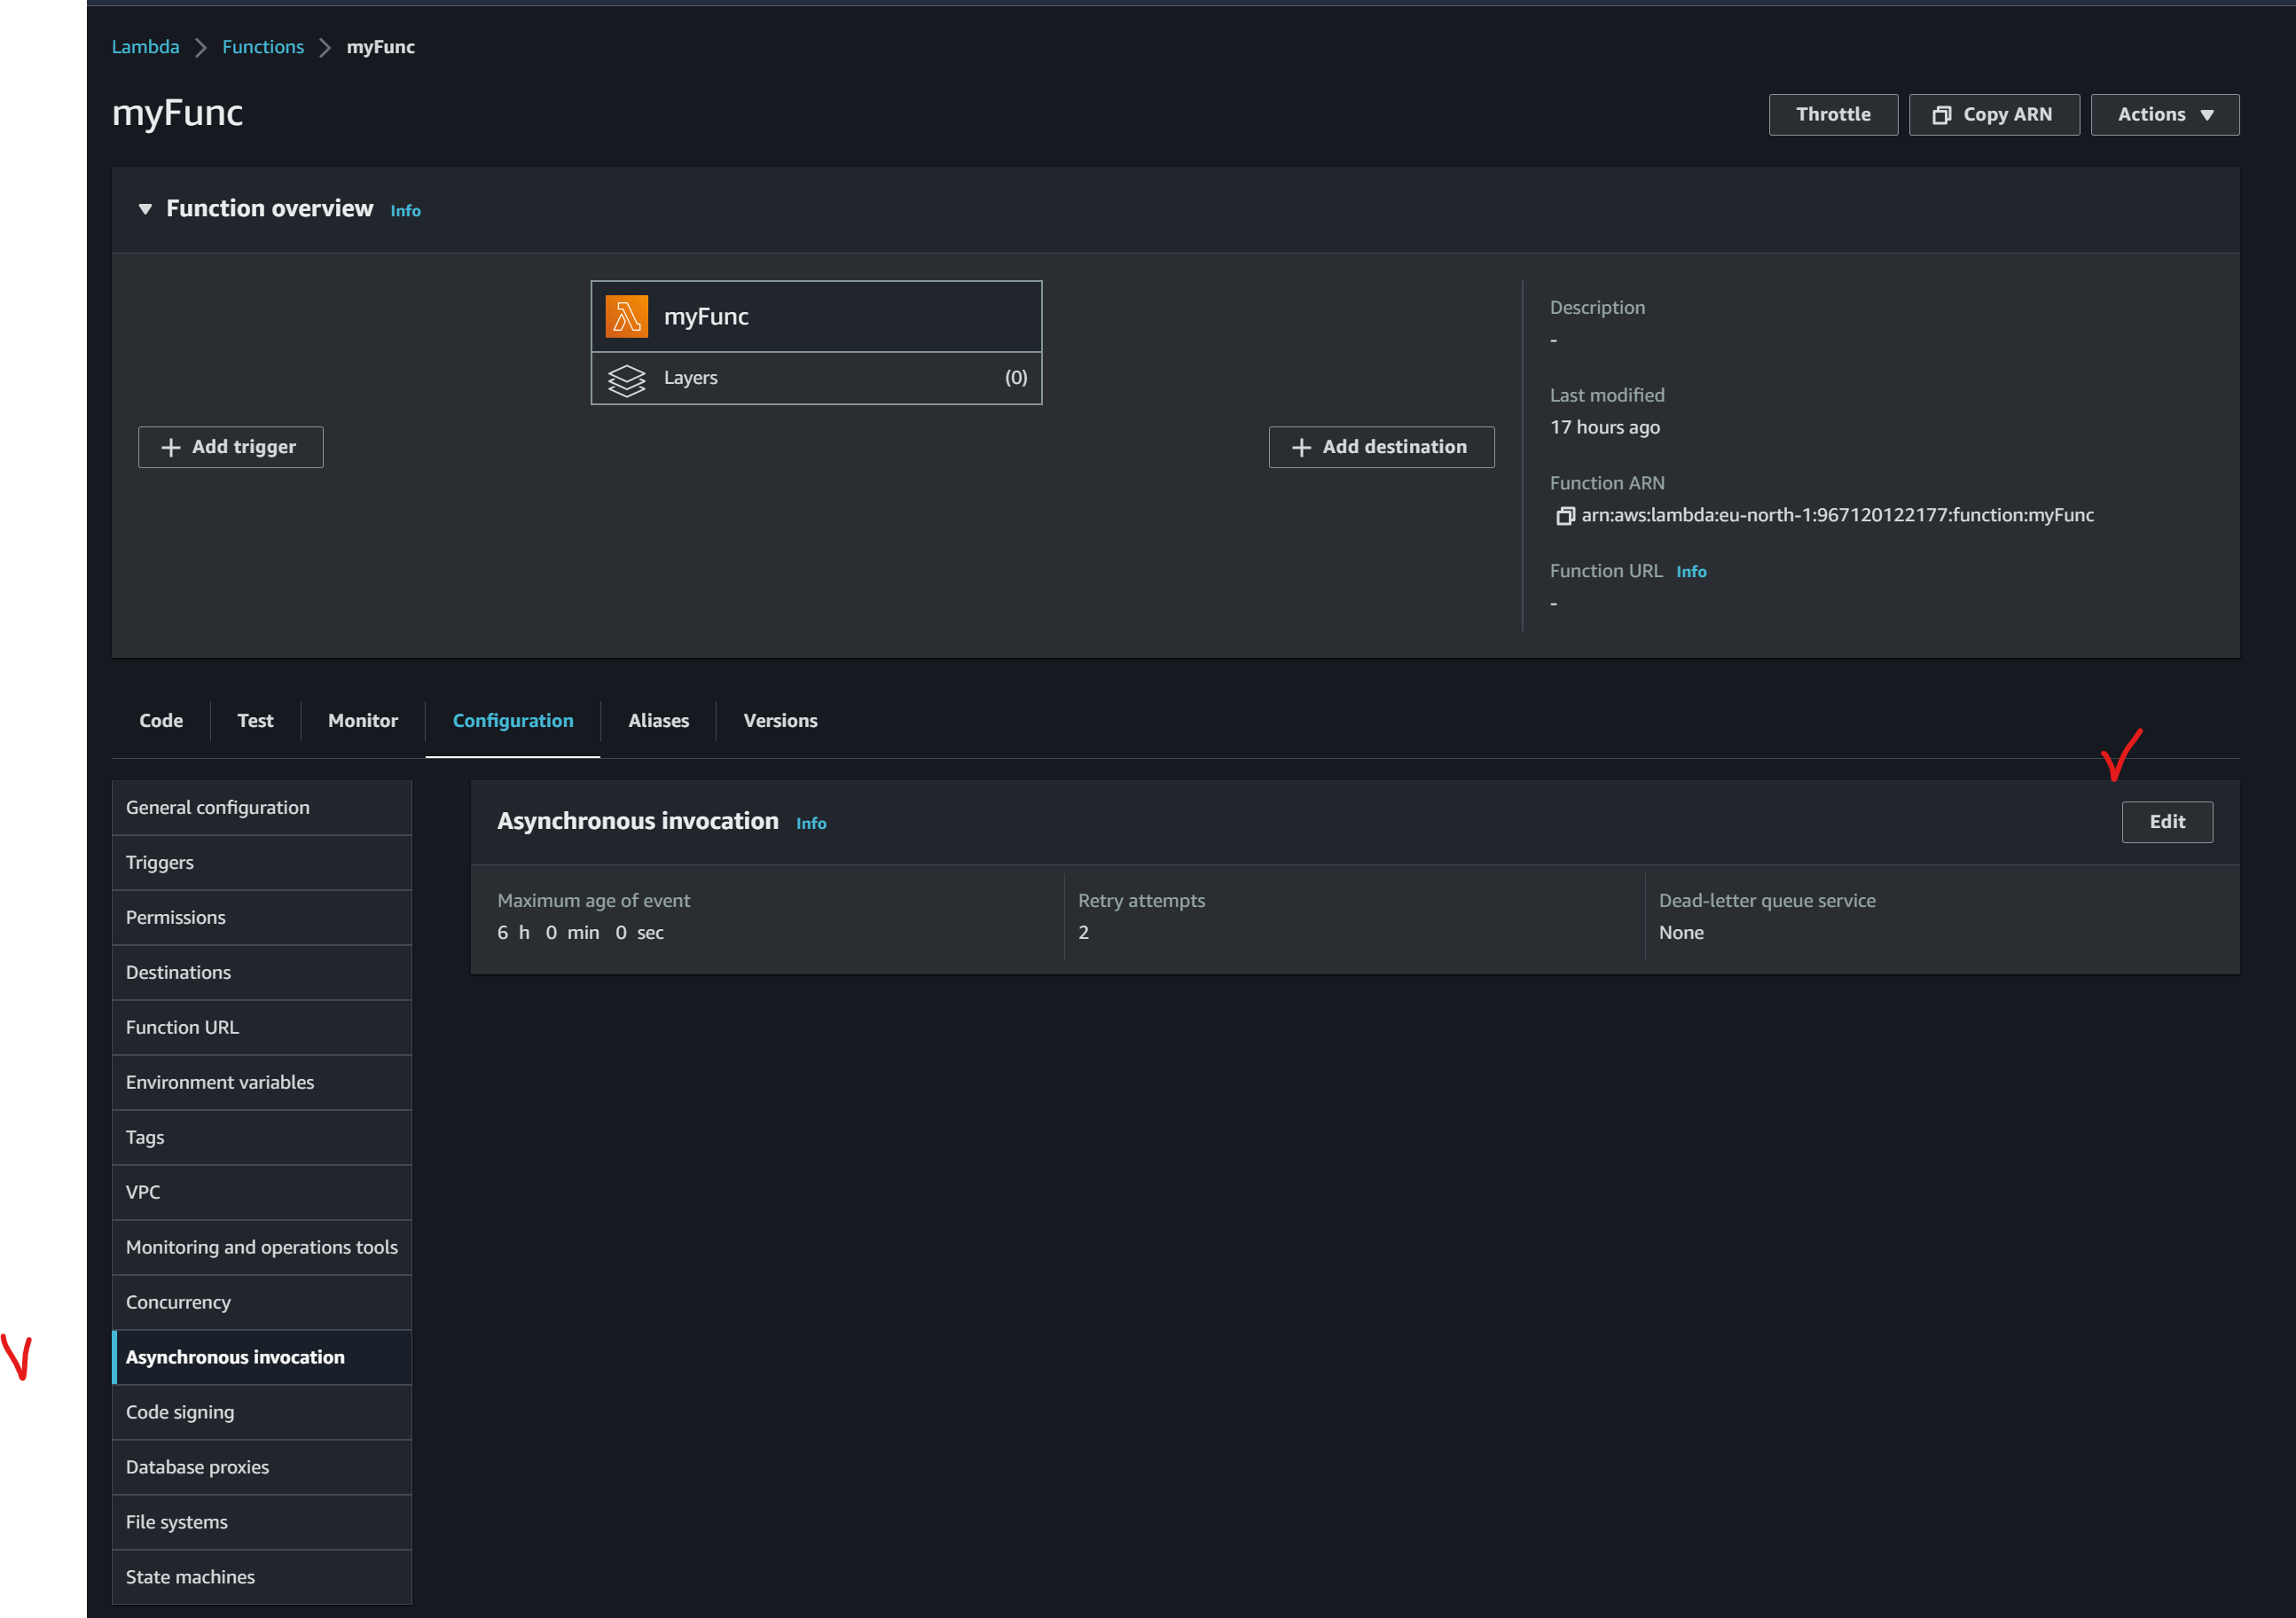 Lambda > Functions > myFunc
myFunc
Throttle Copy ARN Actions
Function overview Info
myFunc
Layers (0)
Add trigger
Add destination
Description
-
Last modified
17 hours ago
Function ARN
arn:aws:lambda:eu-north-1:967120122177:function:myFunc
Function URL Info
-
Code Test Monitor Configuration Aliases Versions
General configuration
Triggers
Permissions
Destinations
Function URL
Environment variables
Tags
VPC
Monitoring and operations tools
Concurrency
Asynchronous invocation
Code signing
Database proxies
File systems
State machines
Asynchronous invocation Info
Edit
Maximum age of event
6 h 0 min 0 sec
Retry attempts
2
Dead-letter queue service
None